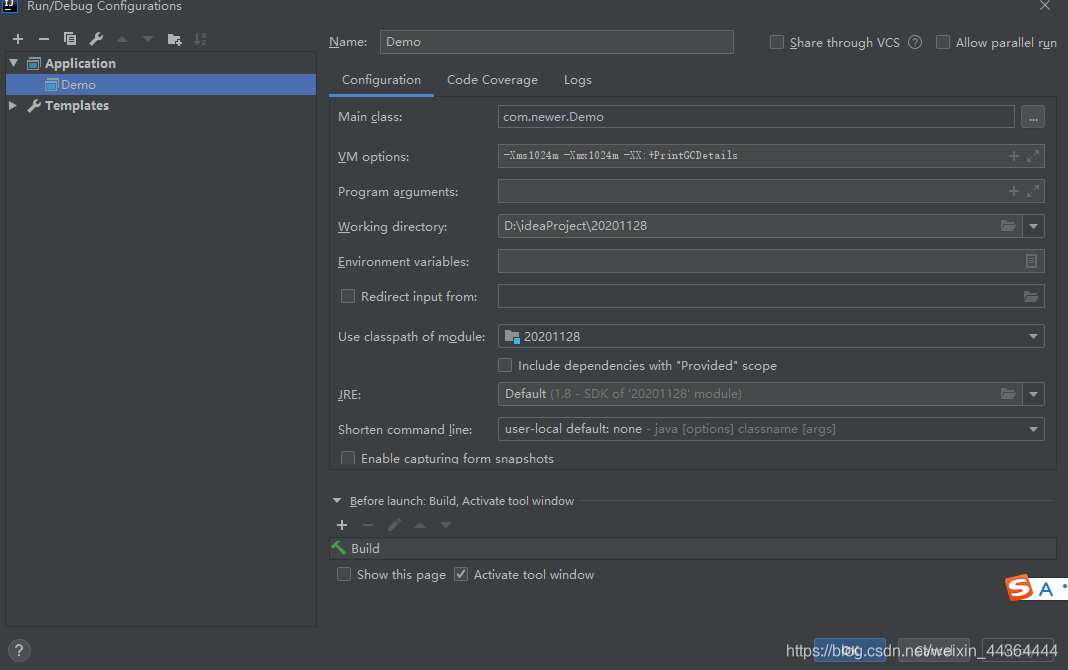 Run/Debug Configurations
Name: Demo
Share through VCS ?
Allow parallel run
Application
Demo
Templates
Configuration Code Coverage Logs
Main class: com.newer.Demo ...
VM options: -Xms1024m -Xmx1024m -XX:+PrintGCDetails
Program arguments:
Working directory: D:\ideaProject\20201128
Environment variables:
Redirect input from:
Use classpath of module: 20201128
Include dependencies with "Provided" scope
JRE: Default (1.8 - SDK of '20201128' module)
Shorten command line: user-local default: none - java [options] classname [args]
Enable capturing form snapshots
Before launch: Build, Activate tool window
Build
Show this page Activate tool window
S A
?
OK Cancel
https://blog.csdn.net/weixin_44364444